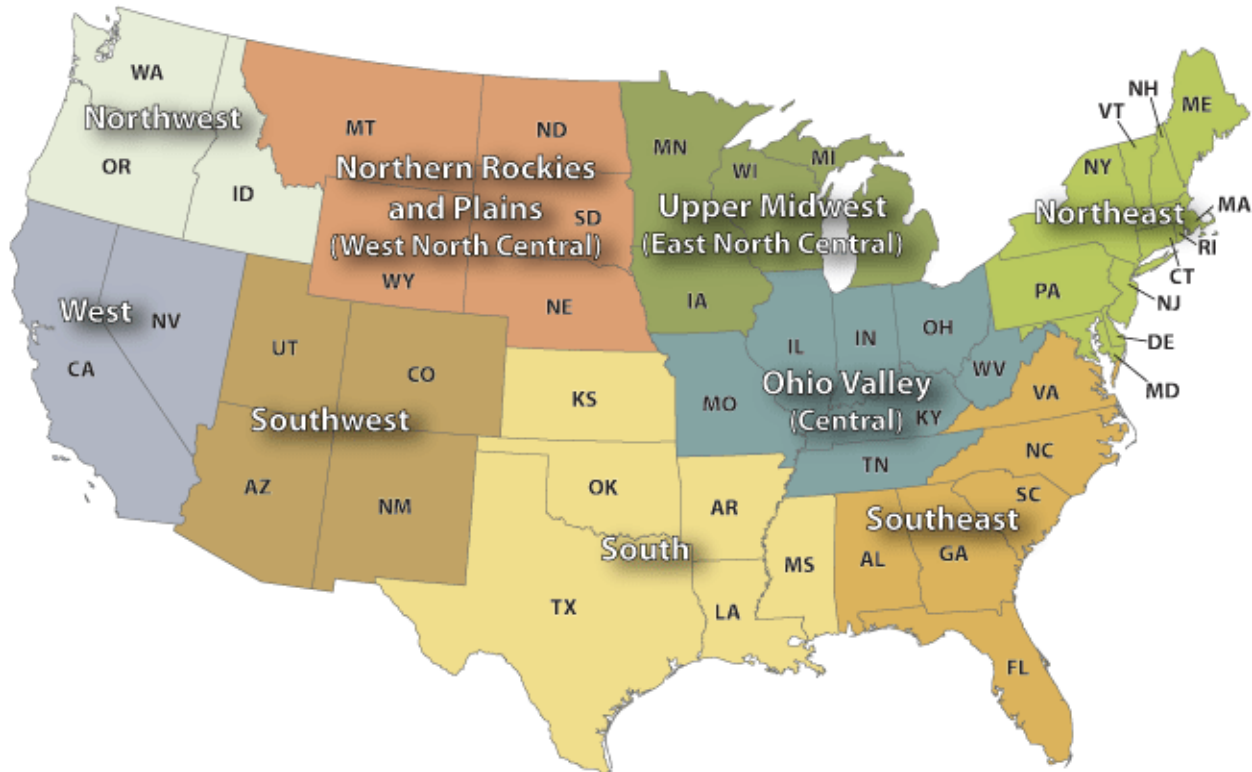 WA
Northwest
OR
ID
MT
ND
Northern Rockies
and Plains
(West North Central)
SD
WY
NE
MN
WI
MI
Upper Midwest
(East North Central)
IA
NH
VT
ME
NY
Northeast
MA
RI
CT
PA
NJ
DE
MD
West
NV
CA
UT
CO
Southwest
AZ
NM
KS
OK
AR
South
TX
LA
MS
IL
IN
OH
WV
Ohio Valley
(Central)
MO
KY
TN
VA
NC
SC
Southeast
AL
GA
FL